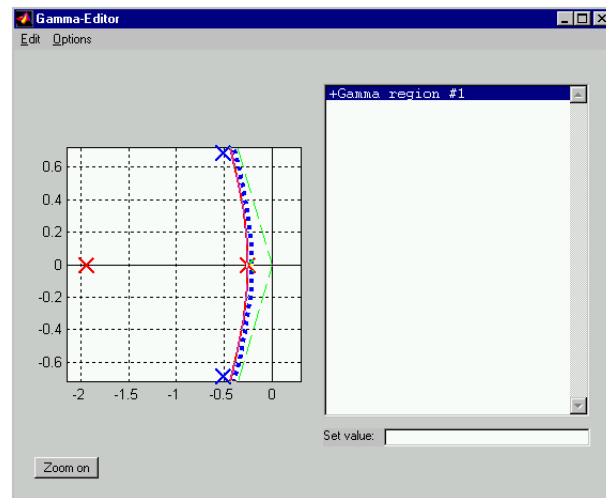 Gamma-Editor
Edit Options
+Gamma region #1
0.6
0.4
0.2
0
-0.2
-0.4
-0.6
-2 -1.5 -1 -0.5 0
Set value:
Zoom on